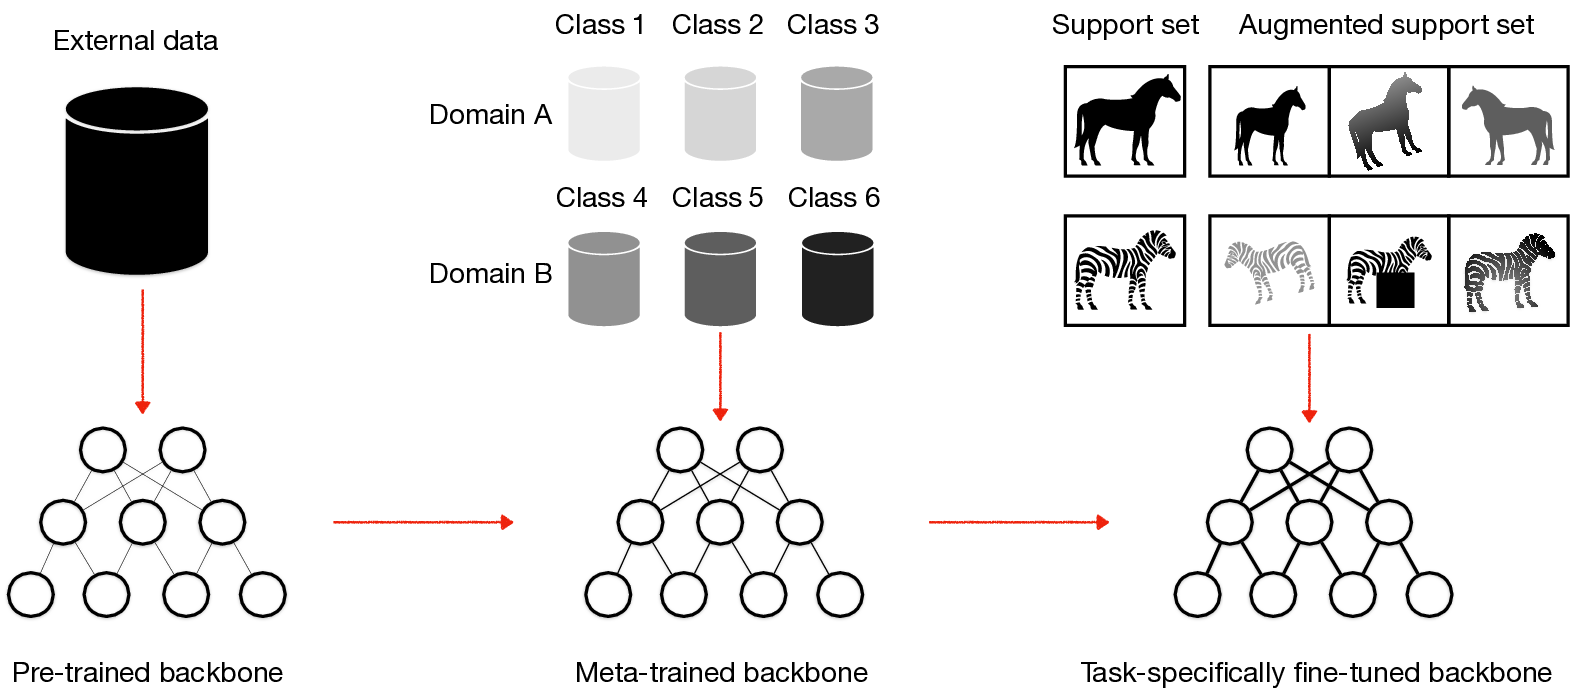 External data
Class 1 Class 2 Class 3
Domain A
Class 4 Class 5 Class 6
Domain B
Support set Augmented support set
Pre-trained backbone
Meta-trained backbone
Task-specifically fine-tuned backbone